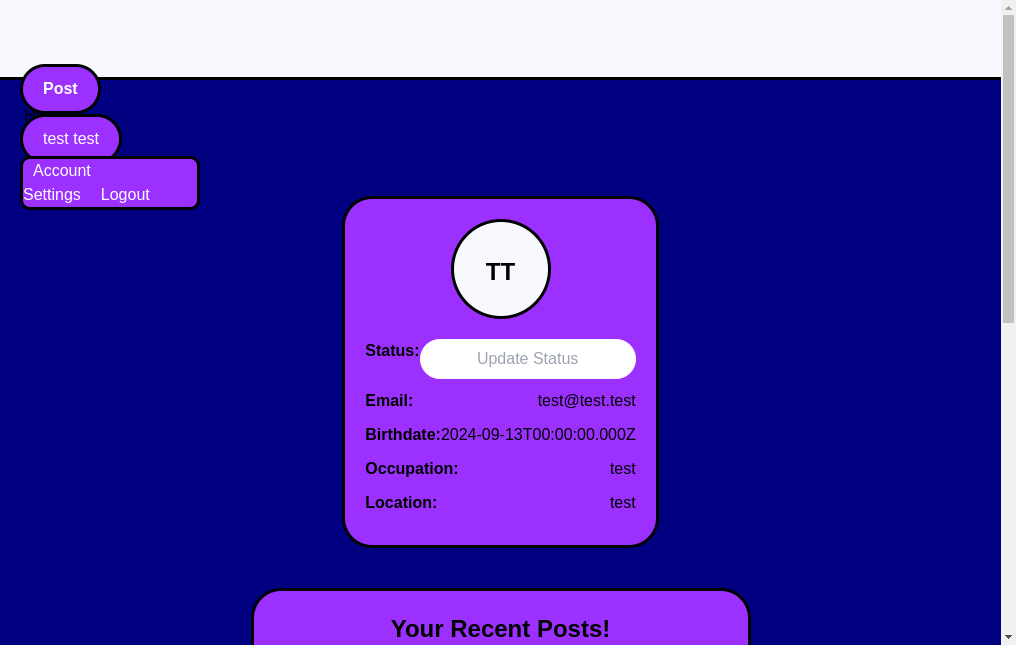 Post
test test
Account
Settings Logout
TT
Status: Update Status
Email: test@test.test
Birthdate: 2024-09-13T00:00:00.000Z
Occupation: test
Location: test
Your Recent Posts!